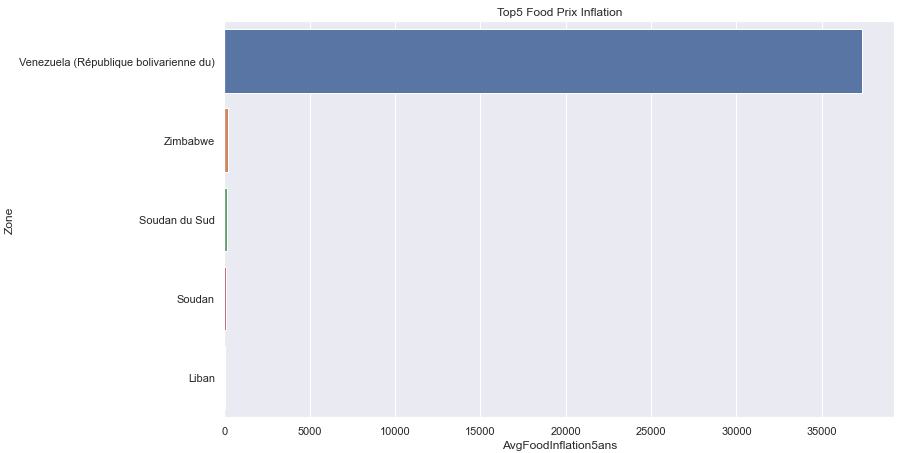 Top5 Food Prix Inflation
Venezuela (République bolivarienne du)
Zimbabwe
Soudan du Sud
Soudan
Liban
Zone
0 5000 10000 15000 20000 25000 30000 35000
AvgFoodInflation5ans